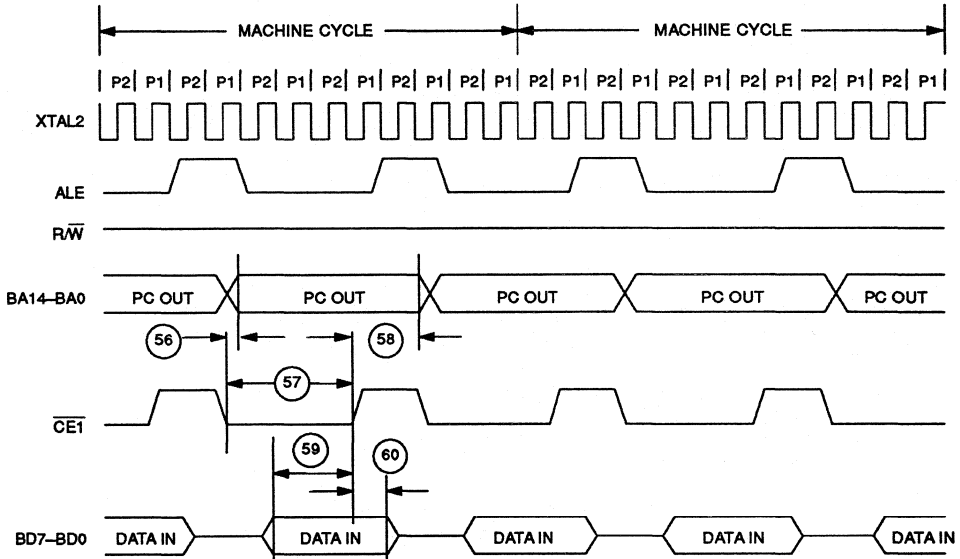 MACHINE CYCLE MACHINE CYCLE
P2 P1 P2 P1 P2 P1 P2 P1 P2 P1 P2 P1 P2 P1 P2 P1 P2 P1 P2 P1 P2 P1 P2 P1
XTAL2
ALE
R/W̅
BA14–BA0 PC OUT PC OUT PC OUT PC OUT PC OUT
56 58
57
C̅E̅1̅
59 60
BD7–BD0 DATA IN DATA IN DATA IN DATA IN DATA IN